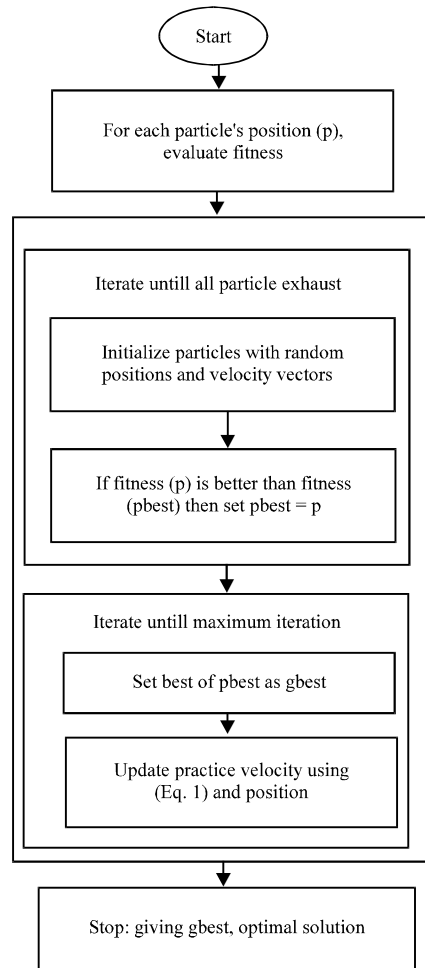 Start
For each particle's position (p),
evaluate fitness
Iterate untill all particle exhaust
Initialize particles with random
positions and velocity vectors
If fitness (p) is better than fitness
(pbest) then set pbest = p
Iterate untill maximum iteration
Set best of pbest as gbest
Update practice velocity using
(Eq. 1) and position
Stop: giving gbest, optimal solution